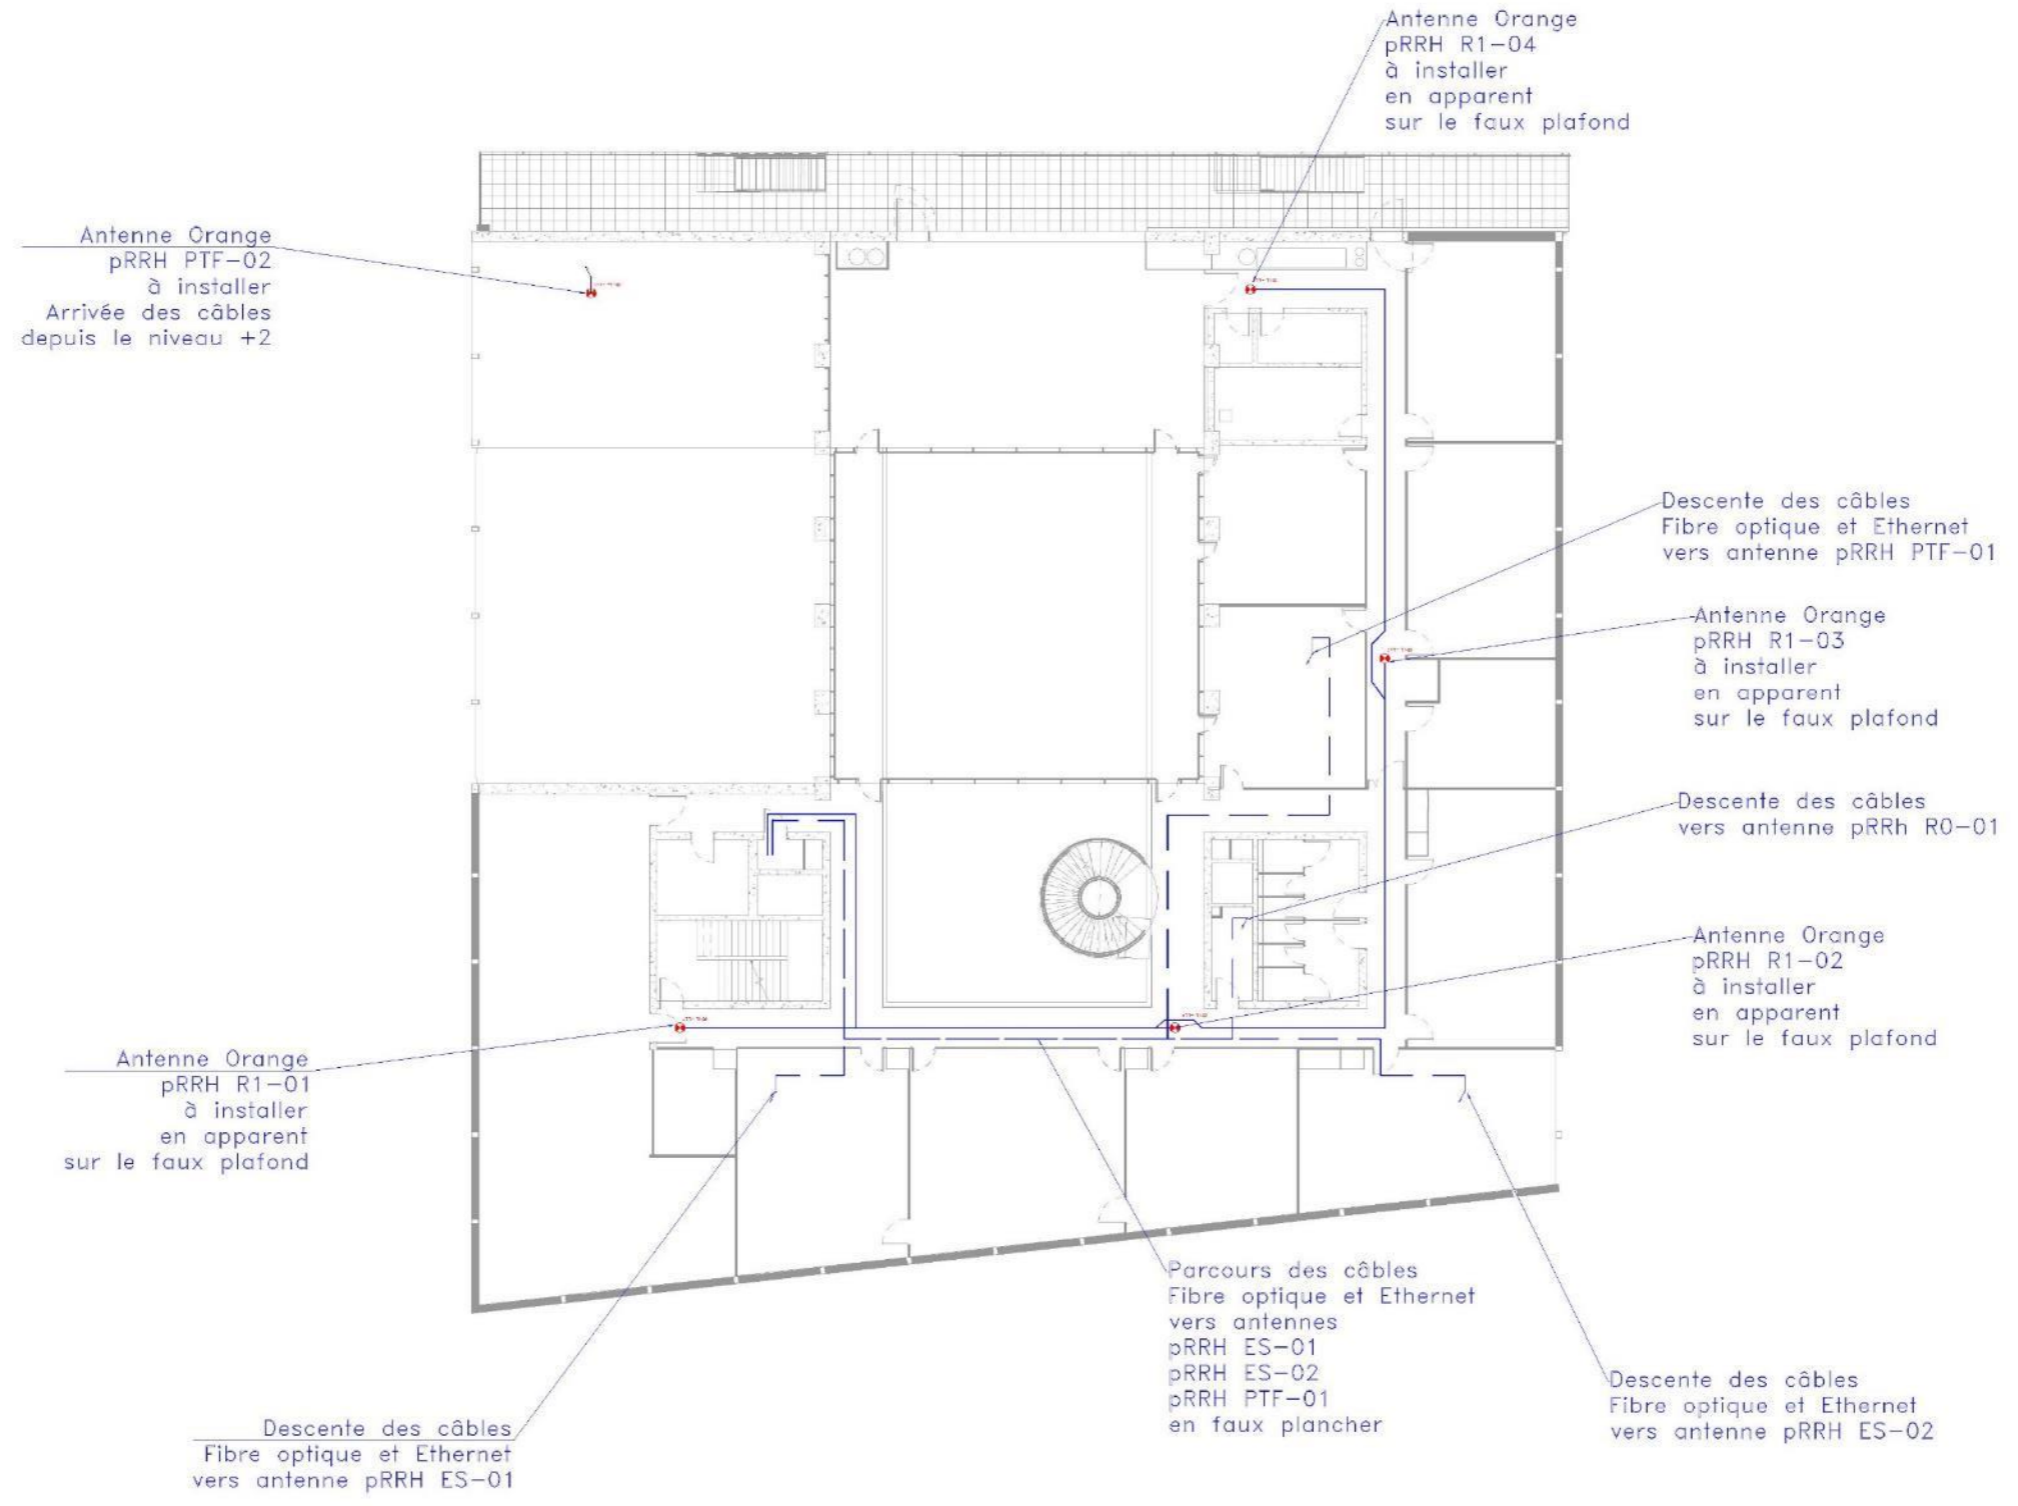 Antenne Orange
pRRH R1-04
à installer
en apparent
sur le faux plafond
Antenne Orange
pRRH PTF-02
à installer
Arrivée des câbles
depuis le niveau +2
Descente des câbles
Fibre optique et Ethernet
vers antenne pRRH PTF-01
Antenne Orange
pRRH R1-03
à installer
en apparent
sur le faux plafond
Descente des câbles
vers antenne pRRh R0-01
Antenne Orange
pRRH R1-02
à installer
en apparent
sur le faux plafond
Antenne Orange
pRRH R1-01
à installer
en apparent
sur le faux plafond
Parcours des câbles
Fibre optique et Ethernet
vers antennes
pRRH ES-01
pRRH ES-02
pRRH PTF-01
en faux plancher
Descente des câbles
Fibre optique et Ethernet
vers antenne pRRH ES-02
Descente des câbles
Fibre optique et Ethernet
vers antenne pRRH ES-01